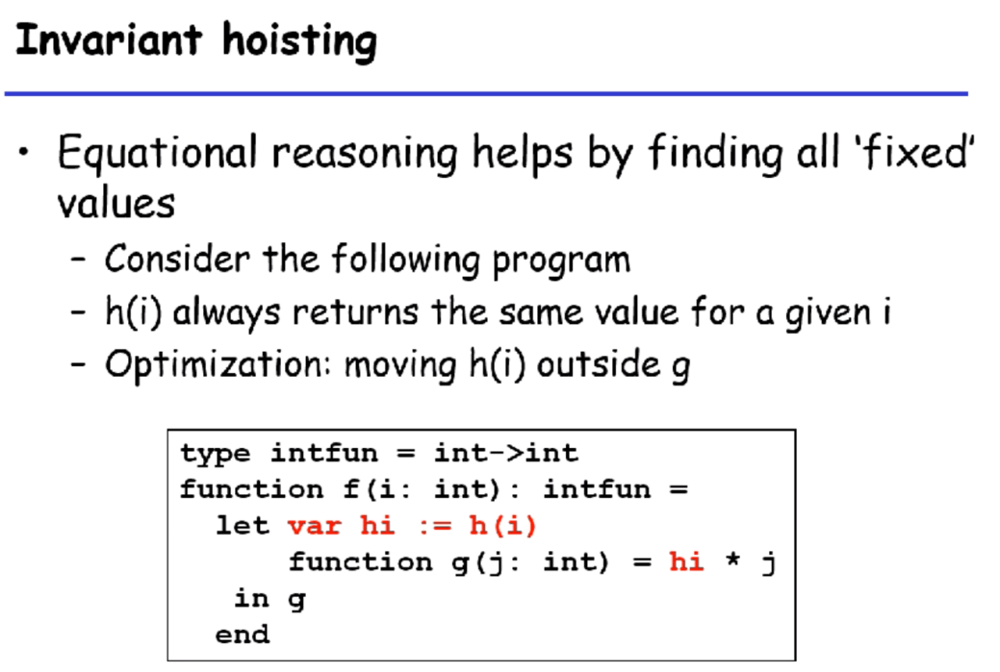 Invariant hoisting
• Equational reasoning helps by finding all 'fixed'
values
- Consider the following program
- h(i) always returns the same value for a given i
- Optimization: moving h(i) outside g
type intfun = int->int
function f(i: int): intfun =
let var hi := h(i)
function g(j: int) = hi * j
in g
end